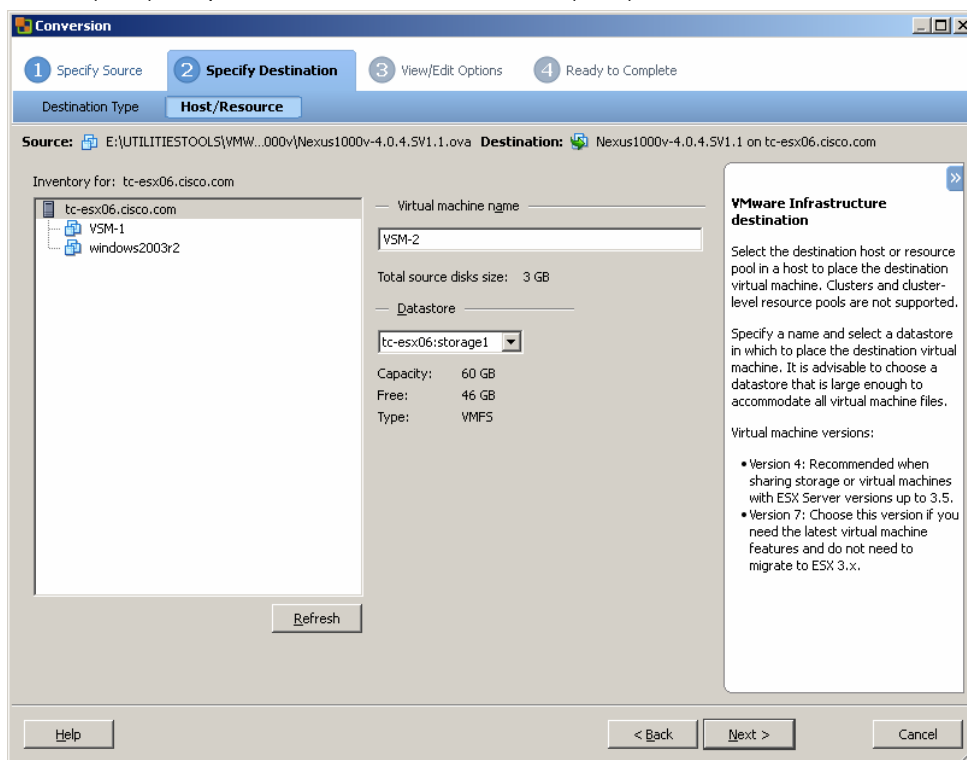 Conversion
1 Specify Source 2 Specify Destination 3 View/Edit Options 4 Ready to Complete
Destination Type Host/Resource
Source: E:\UTILITIESTOOLS\VMW...000v\Nexus1000v-4.0.4.SV1.1.ova Destination: Nexus1000v-4.0.4.SV1.1 on tc-esx06.cisco.com
Inventory for: tc-esx06.cisco.com
tc-esx06.cisco.com
VSM-1
windows2003r2
Refresh
Virtual machine name
VSM-2
Total source disks size: 3 GB
Datastore
tc-esx06:storage1
Capacity: 60 GB
Free: 46 GB
Type: VMFS
»
VMware Infrastructure
destination
Select the destination host or resource
pool in a host to place the destination
virtual machine. Clusters and cluster-
level resource pools are not supported.
Specify a name and select a datastore
in which to place the destination virtual
machine. It is advisable to choose a
datastore that is large enough to
accommodate all virtual machine files.
Virtual machine versions:
• Version 4: Recommended when
sharing storage or virtual machines
with ESX Server versions up to 3.5.
• Version 7: Choose this version if you
need the latest virtual machine
features and do not need to
migrate to ESX 3.x.
Help < Back Next > Cancel